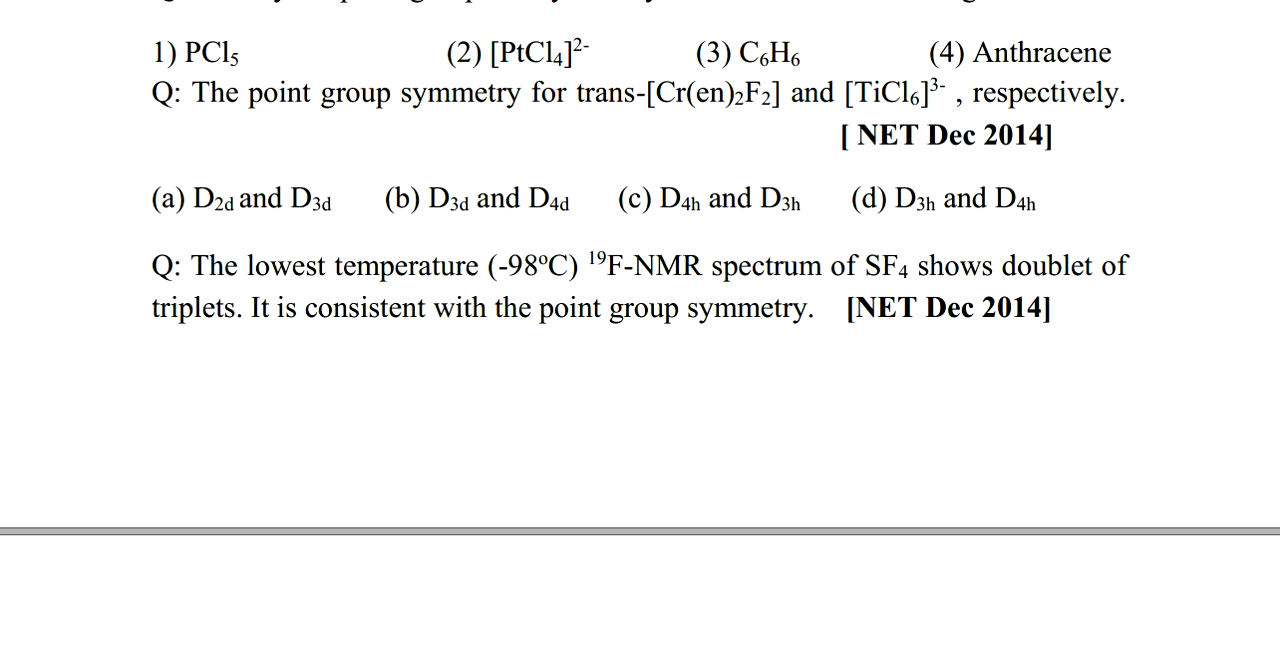 1) PCl₅ (2) [PtCl₄]²⁻ (3) C₆H₆ (4) Anthracene
Q: The point group symmetry for trans-[Cr(en)₂F₂] and [TiCl₆]³⁻ , respectively.
[ NET Dec 2014]
(a) D₂d and D₃d (b) D₃d and D₄d (c) D₄h and D₃h (d) D₃h and D₄h
Q: The lowest temperature (-98ºC) ¹⁹F-NMR spectrum of SF₄ shows doublet of
triplets. It is consistent with the point group symmetry. [NET Dec 2014]